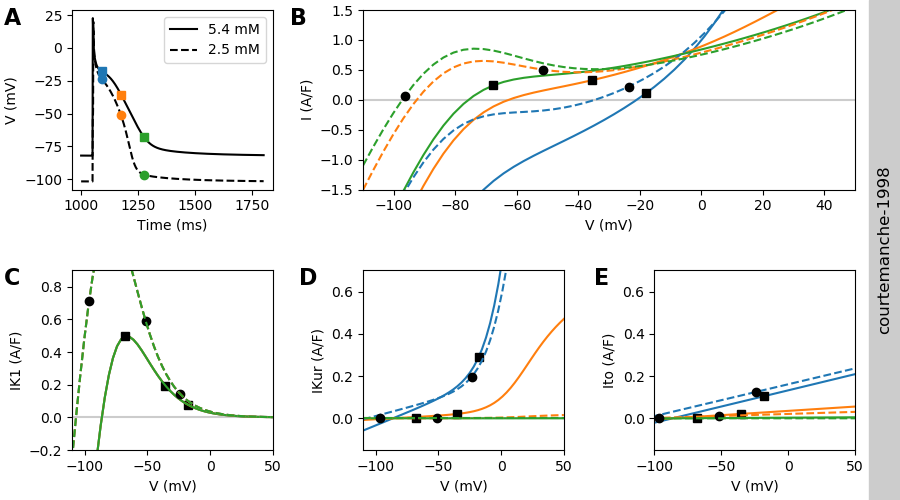 A
25
0
−25
−50
−75
−100
V (mV)
5.4 mM
2.5 mM
1000
1250
1500
1750
Time (ms)
B
1.5
1.0
0.5
0.0
−0.5
−1.0
−1.5
I (A/F)
−100
−80
−60
−40
−20
0
20
40
V (mV)
C
0.8
0.6
0.4
0.2
0.0
−0.2
IK1 (A/F)
−100
−50
0
50
V (mV)
D
0.6
0.4
0.2
0.0
IKur (A/F)
−100
−50
0
50
V (mV)
E
0.6
0.4
0.2
0.0
Ito (A/F)
−100
−50
0
50
V (mV)
courtemanche-1998